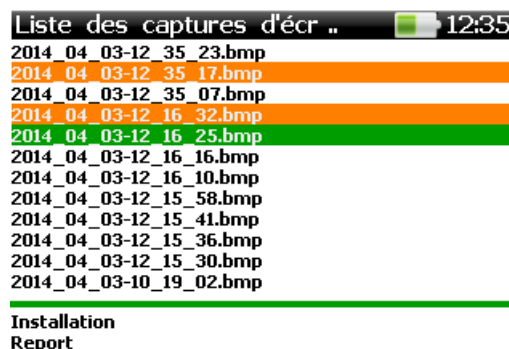 Liste des captures d'écr ..
12:35
2014_04_03-12_35_23.bmp
2014_04_03-12_35_17.bmp
2014_04_03-12_35_07.bmp
2014_04_03-12_16_32.bmp
2014_04_03-12_16_25.bmp
2014_04_03-12_16_16.bmp
2014_04_03-12_16_10.bmp
2014_04_03-12_15_58.bmp
2014_04_03-12_15_41.bmp
2014_04_03-12_15_36.bmp
2014_04_03-12_15_30.bmp
2014_04_03-10_19_02.bmp
Installation
Report